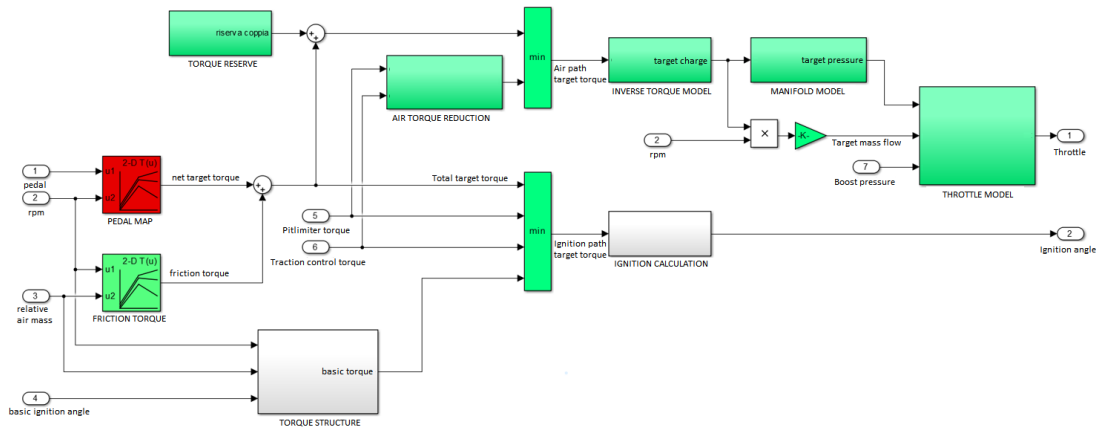 riserva coppia
TORQUE RESERVE
+
+
min
Air path
target torque
target charge
INVERSE TORQUE MODEL
target pressure
MANIFOLD MODEL
AIR TORQUE REDUCTION
2
rpm
×
-K-
Target mass flow
7
Boost pressure
THROTTLE MODEL
1
Throttle
1
pedal
2
rpm
2-D T(u)
u1
u2
PEDAL MAP
net target torque
+
+
Total target torque
5
Pitlimiter torque
6
Traction control torque
min
Ignition path
target torque
IGNITION CALCULATION
2
Ignition angle
2-D T(u)
u1
u2
FRICTION TORQUE
friction torque
3
relative
air mass
basic torque
TORQUE STRUCTURE
4
basic ignition angle